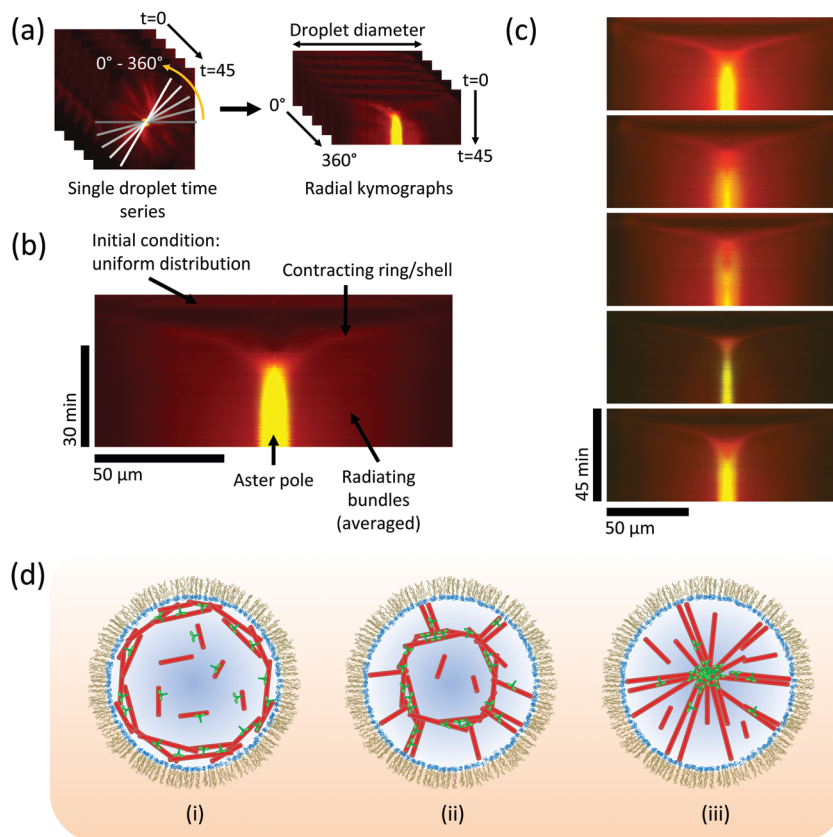 (a)
t=0
t=45
0° - 360°
Single droplet time
series
Droplet diameter
0°
360°
t=0
t=45
Radial kymographs
(b)
Initial condition:
uniform distribution
Contracting ring/shell
30 min
50 µm
Aster pole
Radiating
bundles
(averaged)
(c)
45 min
50 µm
(d)
(i)
(ii)
(iii)